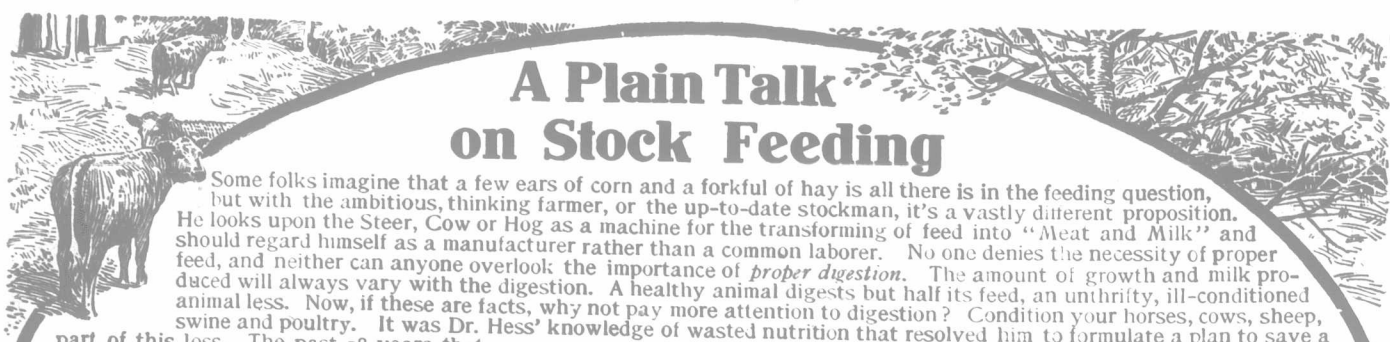 A Plain Talk
on Stock Feeding
Some folks imagine that a few ears of corn and a forkful of hay is all there is in the feeding question,
but with the ambitious, thinking farmer, or the up-to-date stockman, it's a vastly different proposition.
He looks upon the Steer, Cow or Hog as a machine for the transforming of feed into "Meat and Milk" and
should regard himself as a manufacturer rather than a common laborer. No one denies the necessity of proper
feed, and neither can anyone overlook the importance of proper digestion. The amount of growth and milk pro-
duced will always vary with the digestion. A healthy animal digests but half its feed, an unthrifty, ill-conditioned
animal less. Now, if these are facts, why not pay more attention to digestion? Condition your horses, cows, sheep,
swine and poultry. It was Dr. Hess' knowledge of wasted nutrition that resolved him to formulate a plan to save a
part of this loss. The past